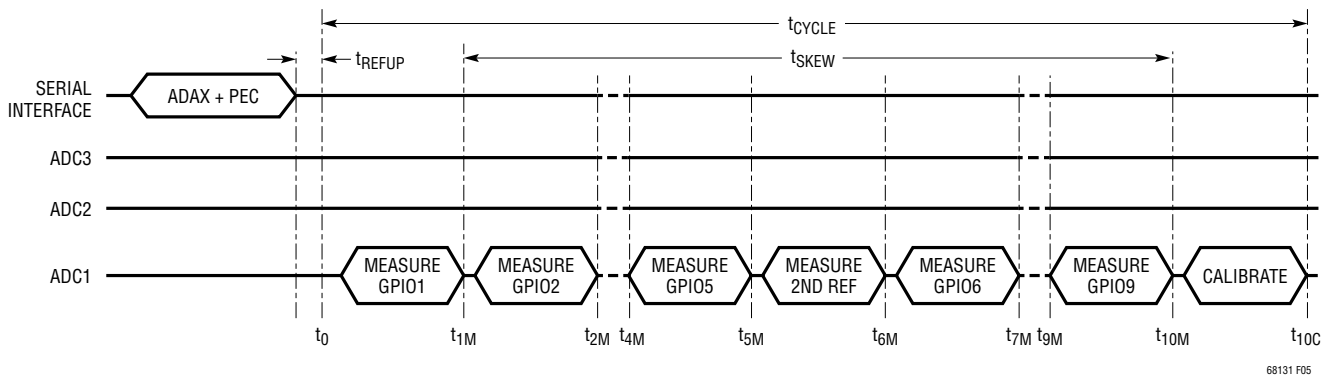 tCYCLE
tREFUP
tSKEW
SERIAL
INTERFACE
ADAX + PEC
ADC3
ADC2
ADC1
MEASURE
GPIO1
MEASURE
GPIO2
MEASURE
GPIO5
MEASURE
2ND REF
MEASURE
GPIO6
MEASURE
GPIO9
CALIBRATE
t0 t1M t2M t4M t5M t6M t7M t9M t10M t10C
68131 F05